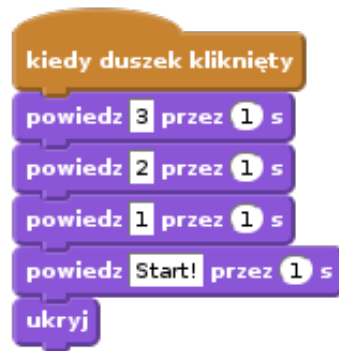 kiedy duszek kliknięty
powiedz 3 przez 1 s
powiedz 2 przez 1 s
powiedz 1 przez 1 s
powiedz Start! przez 1 s
ukryj